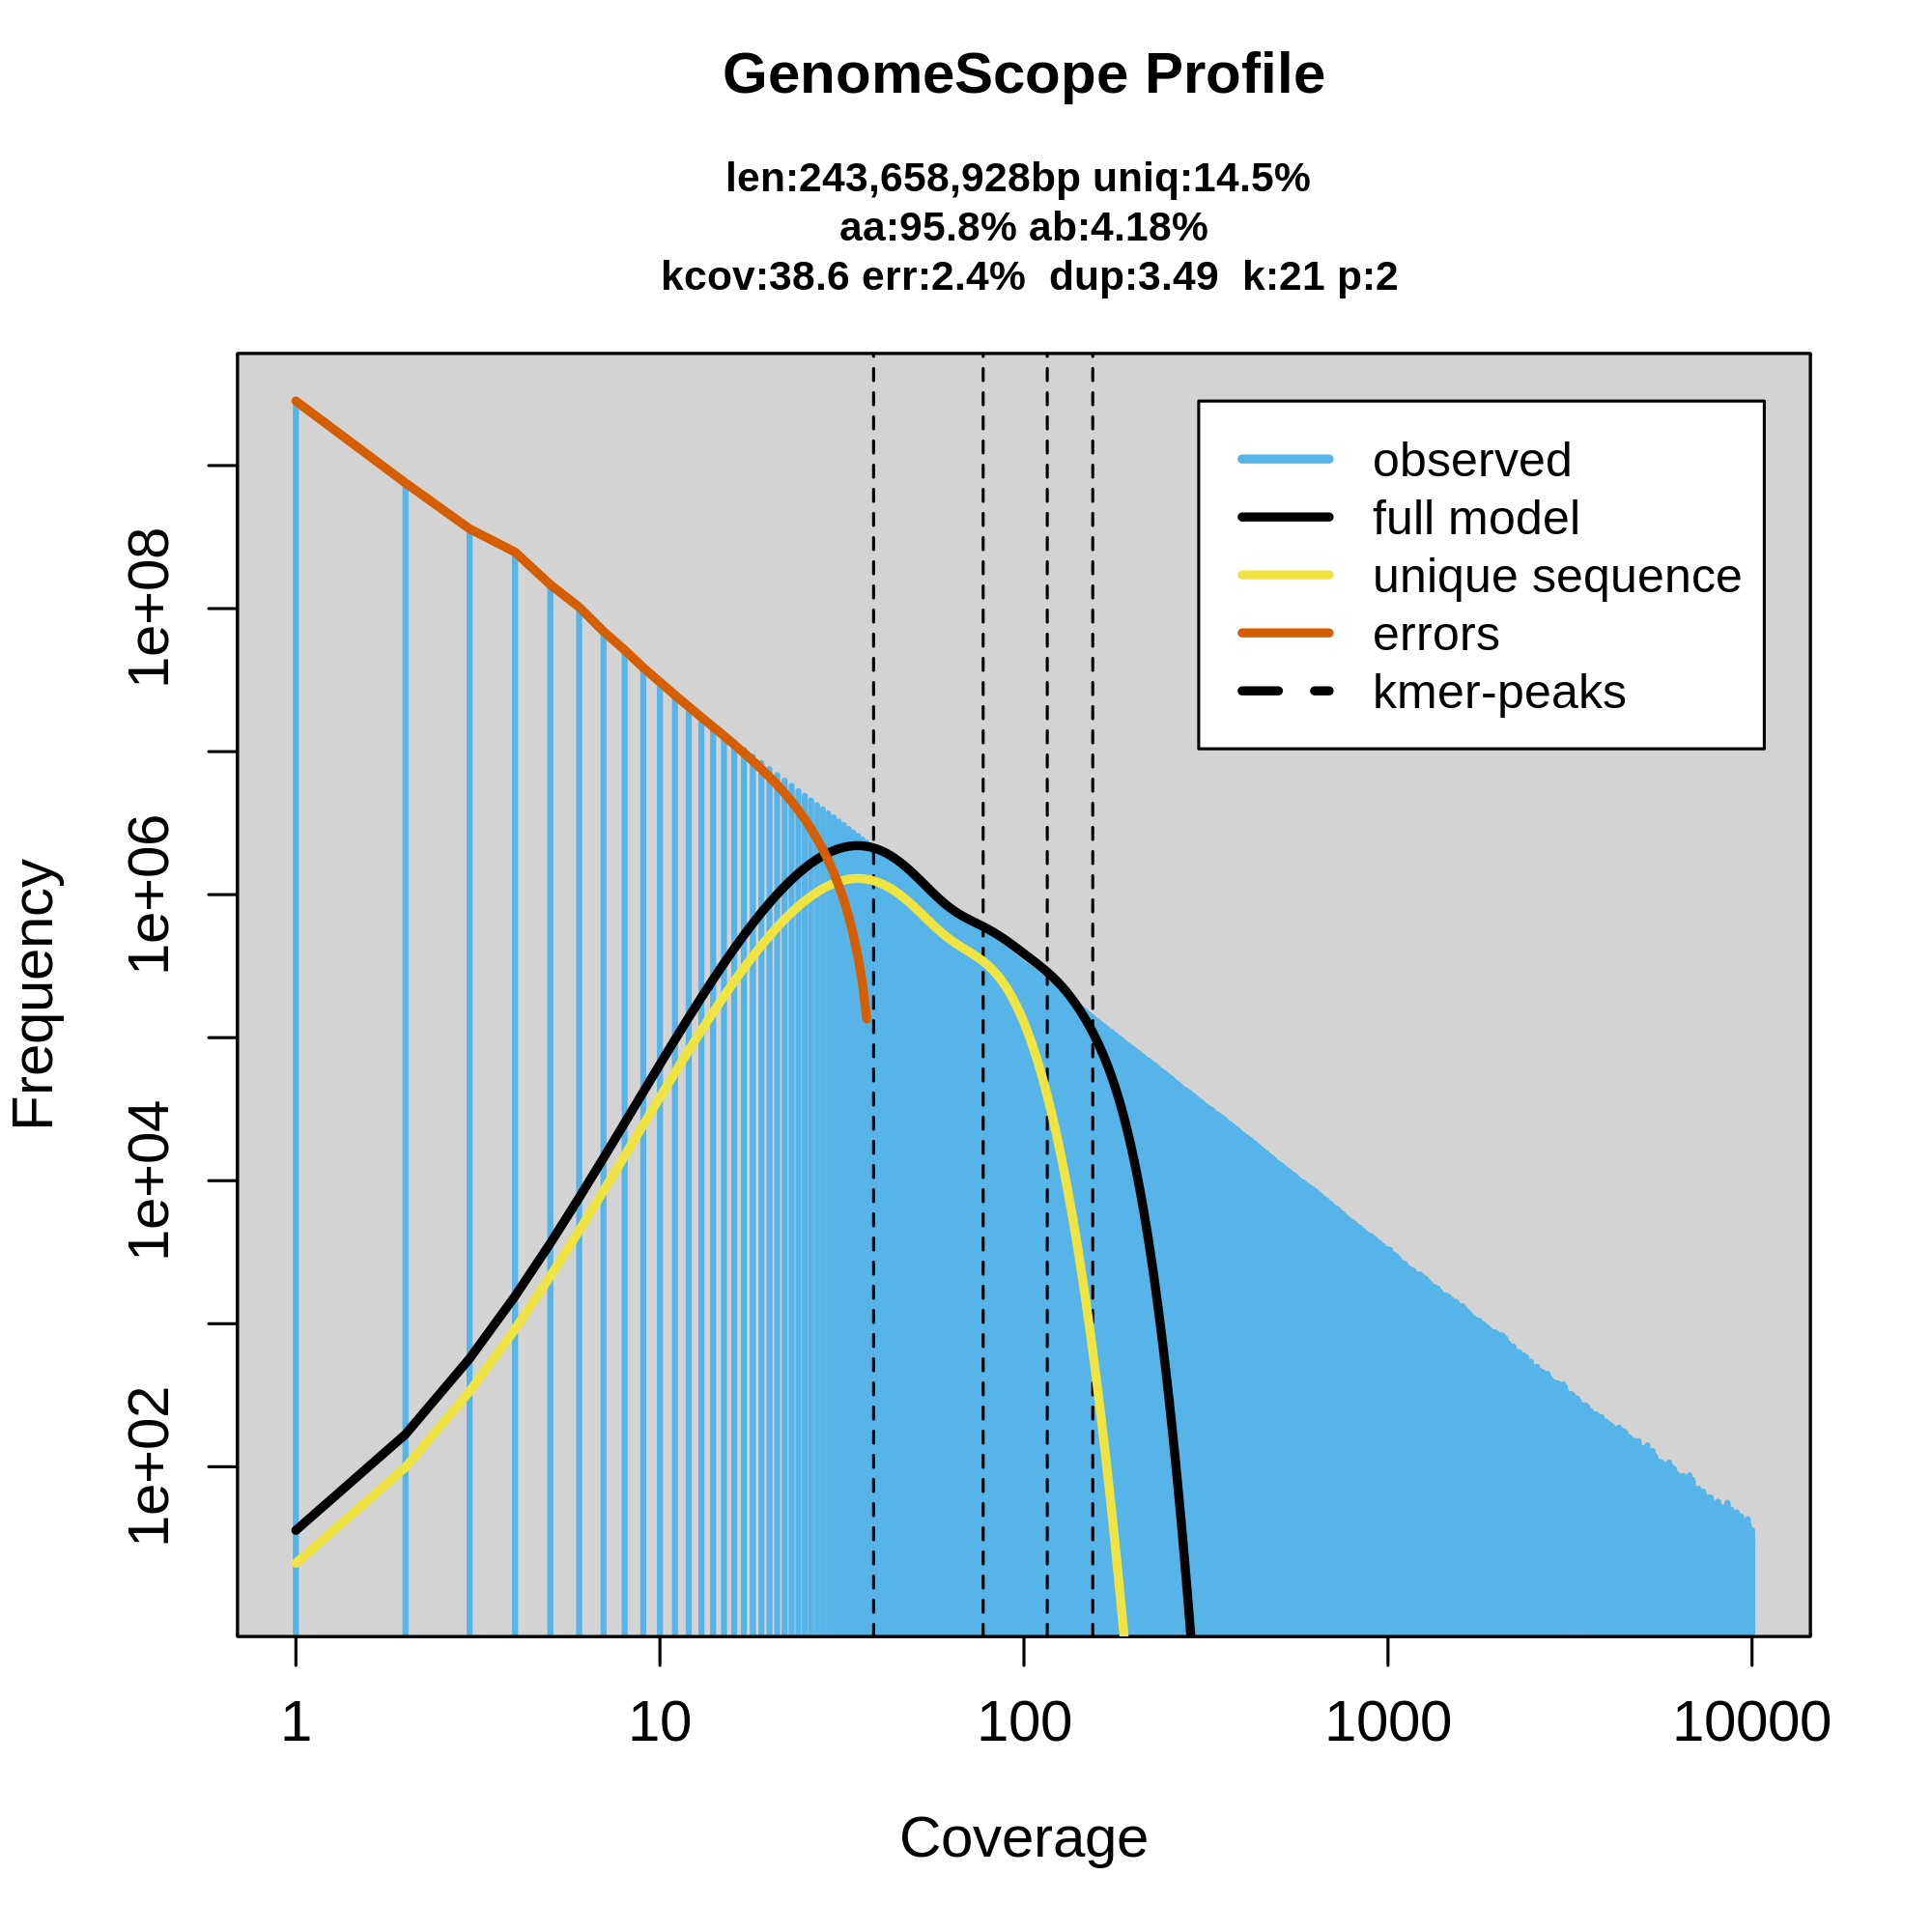 GenomeScope Profile
len:243,658,928bp uniq:14.5%
aa:95.8% ab:4.18%
kcov:38.6 err:2.4%  dup:3.49  k:21 p:2
observed
full model
unique sequence
errors
kmer-peaks
Frequency
1e+08
1e+06
1e+04
1e+02
1 10 100 1000 10000
Coverage